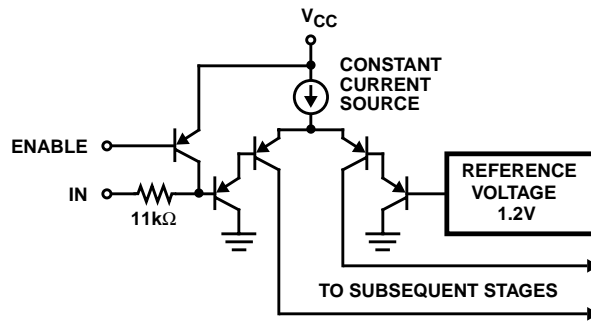 VCC
CONSTANT
CURRENT
SOURCE
ENABLE
IN
11kΩ
REFERENCE
VOLTAGE
1.2V
TO SUBSEQUENT STAGES